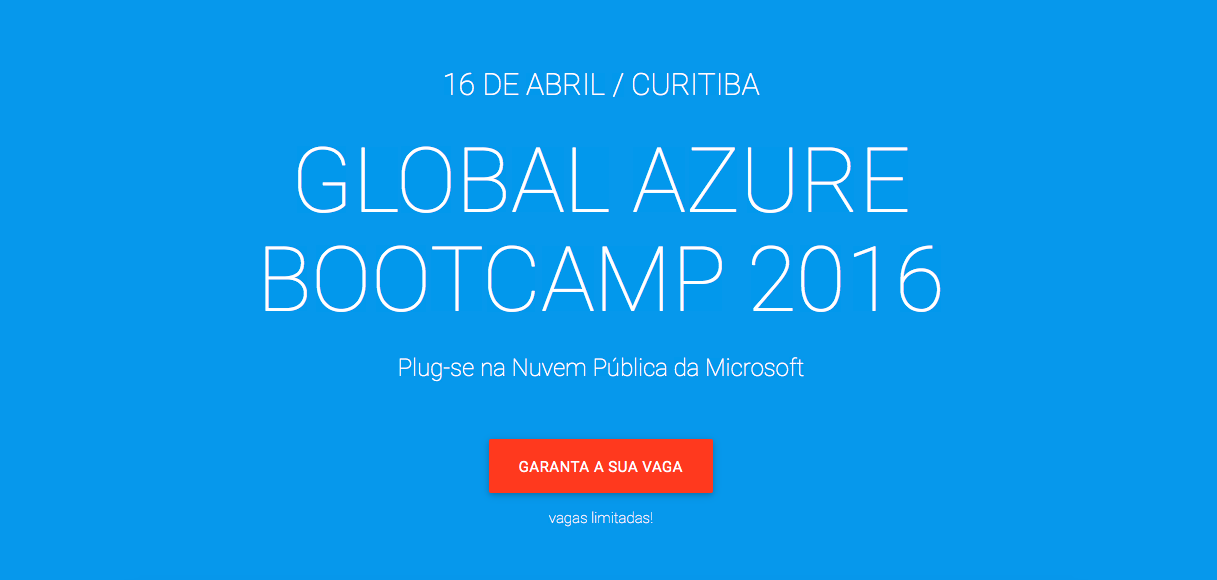 16 DE ABRIL / CURITIBA
GLOBAL AZURE
BOOTCAMP 2016
Plug-se na Nuvem Pública da Microsoft
GARANTA A SUA VAGA
vagas limitadas!